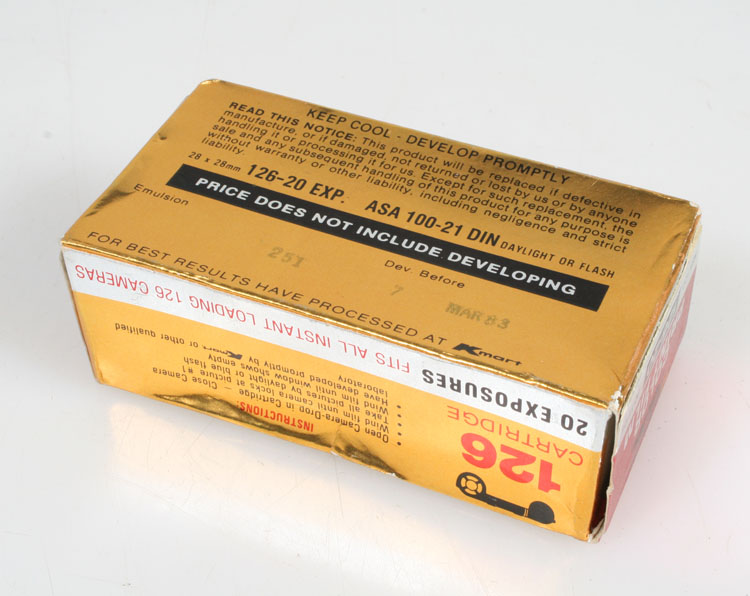 KEEP COOL - DEVELOP PROMPTLY
READ THIS NOTICE: This product will be replaced if defective in
manufacture, or if damaged, not returned or lost by us or by anyone
handling it or processing it for us. Except for such replacement, the
sale and any subsequent handling of this product for any purpose is
without warranty or other liability, including negligence and strict
liability.
28 x 28mm 126-20 EXP. ASA 100-21 DIN DAYLIGHT OR FLASH
PRICE DOES NOT INCLUDE DEVELOPING
Emulsion
Dev. Before
251
7
MAR 83
FOR BEST RESULTS HAVE PROCESSED AT Kmart
20 EXPOSURES FITS ALL INSTANT LOADING 126 CAMERAS
126
CARTRIDGE
INSTRUCTIONS:
• Open Camera-Drop in Cartridge — Close Camera
• Wind film until camera locks at picture #1
• Take all pictures by daylight or blue flash
• Wind film until window shows empty
• Have developed promptly by Kmart or other qualified
laboratory